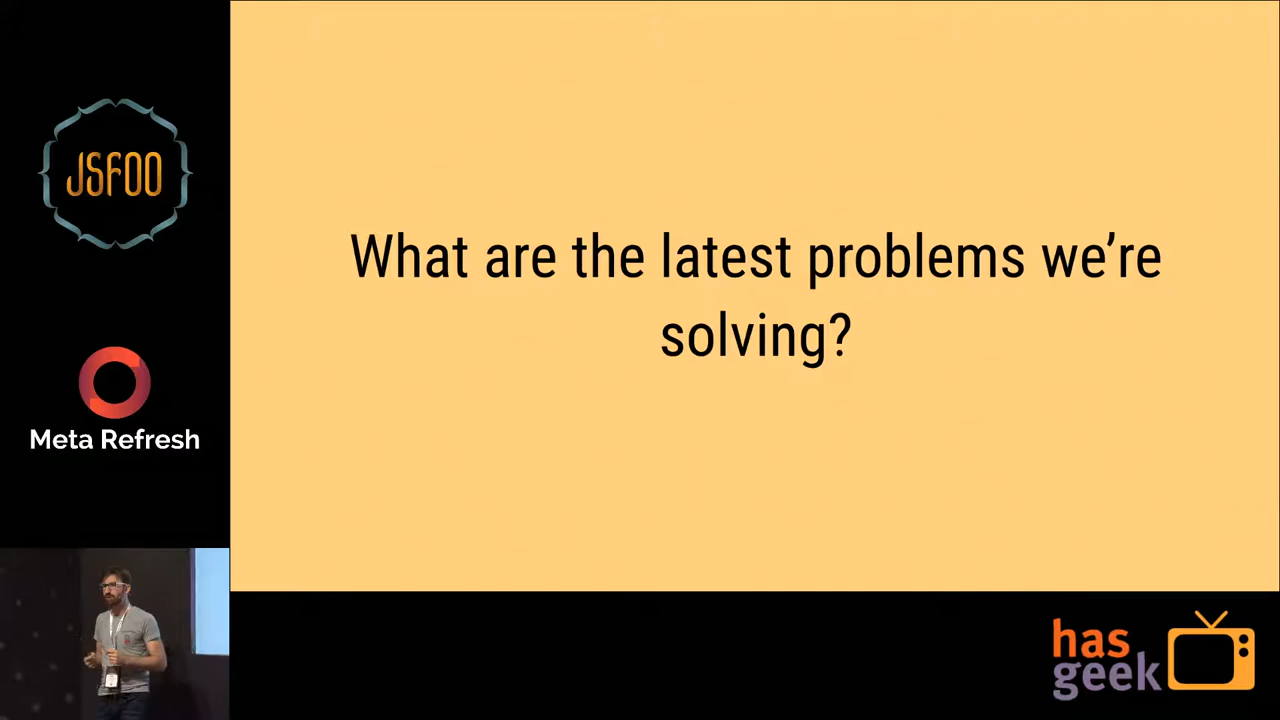 JSFOO
What are the latest problems we’re
solving?
Meta Refresh
has
geek